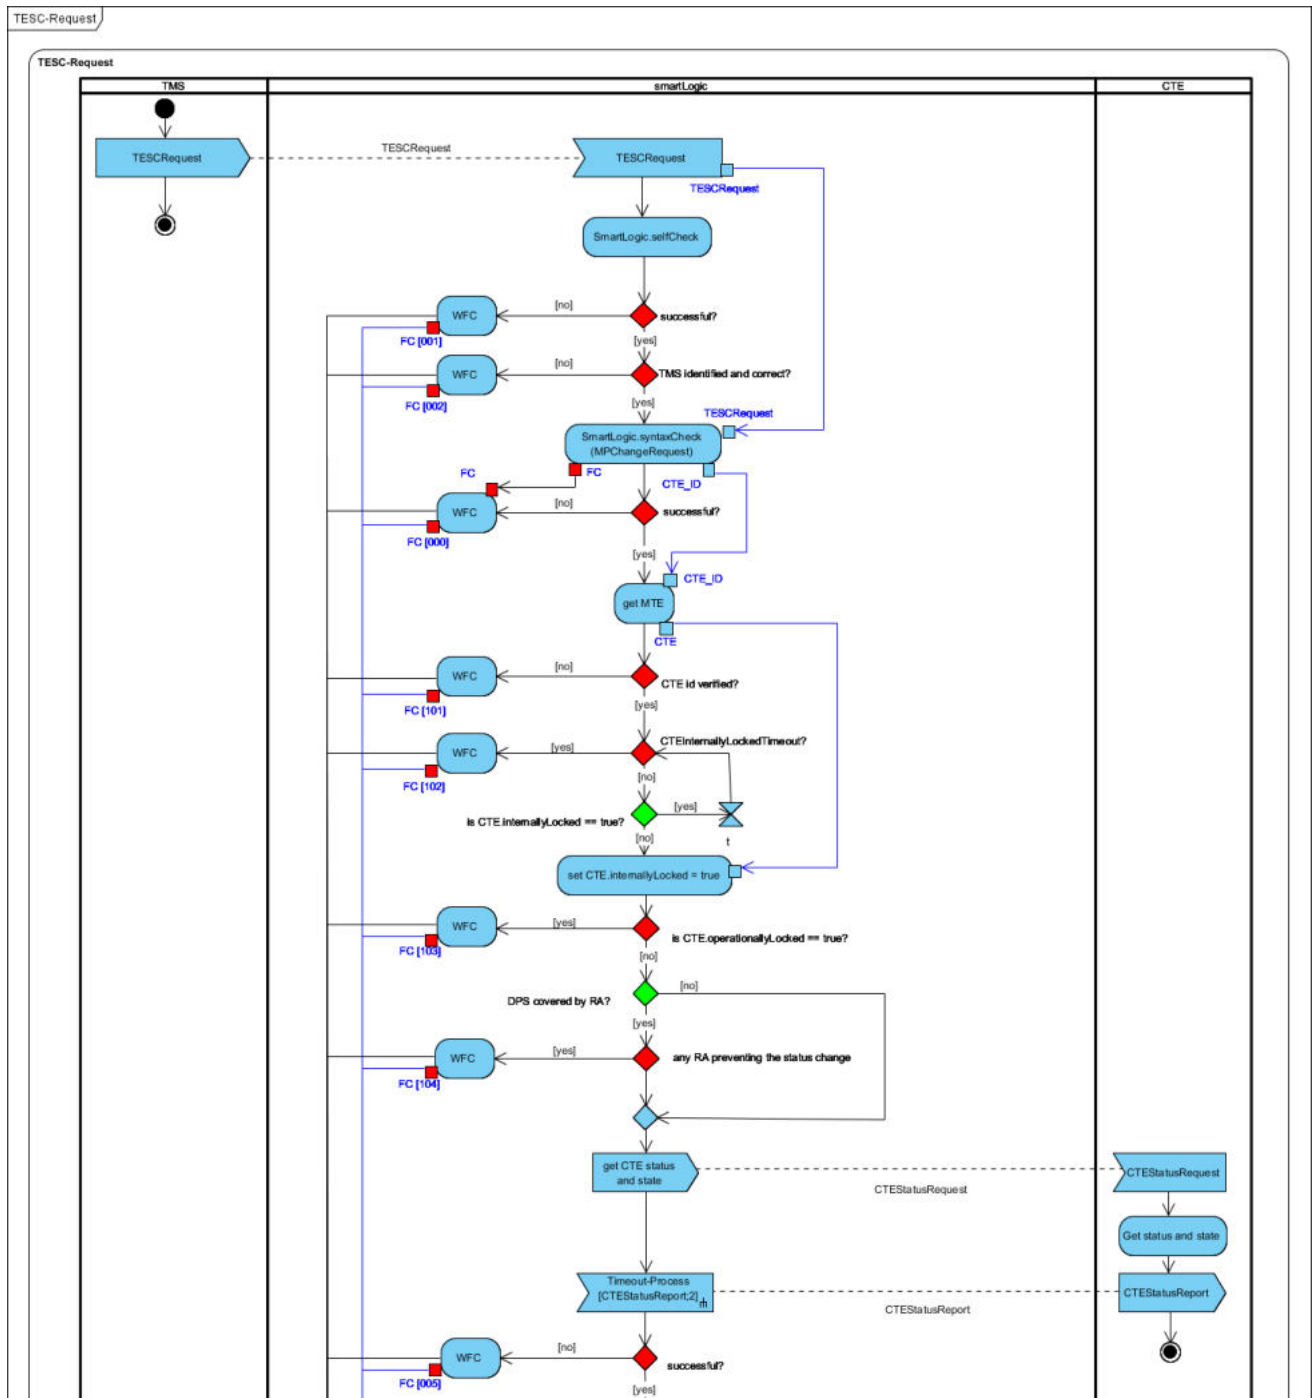 TESC-Request
TESC-Request
TMS
smartLogic
CTE
TESCRequest
TESCRequest
TESCRequest
TESCRequest
SmartLogic.selfCheck
WFC
[no]
successful?
FC [001]
[yes]
WFC
[no]
TMS identified and correct?
FC [002]
[yes]
TESCRequest
SmartLogic.syntaxCheck
(MPChangeRequest)
FC
FC
CTE_ID
WFC
[no]
successful?
FC [000]
[yes]
CTE_ID
get MTE
CTE
WFC
[no]
CTE id verified?
FC [101]
[yes]
CTEInternallyLockedTimeout?
WFC
[yes]
FC [102]
[no]
is CTE.internallyLocked == true?
[yes]
t
[no]
set CTE.internallyLocked = true
WFC
[yes]
is CTE.operationallyLocked == true?
FC [103]
[no]
DPS covered by RA?
[no]
[yes]
WFC
[yes]
any RA preventing the status change
FC [104]
get CTE status
and state
CTEStatusRequest
CTEStatusRequest
Get status and state
Timeout-Process
[CTEStatusReport;2]
CTEStatusReport
CTEStatusReport
WFC
[no]
successful?
FC [005]
[yes]